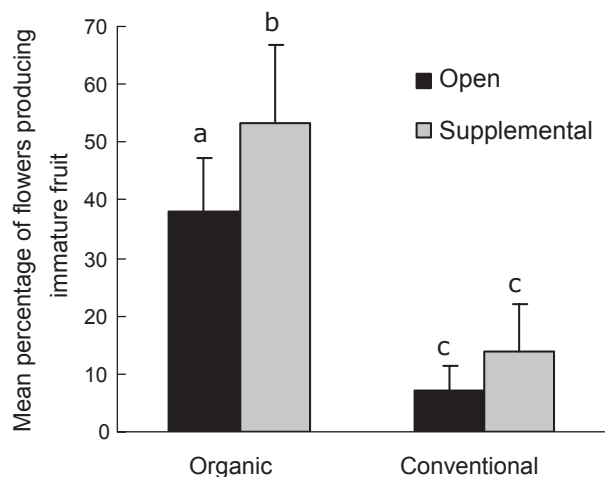 Mean percentage of flowers producing
immature fruit
70
60
50
40
30
20
10
0
a
b
c
c
Open
Supplemental
Organic
Conventional